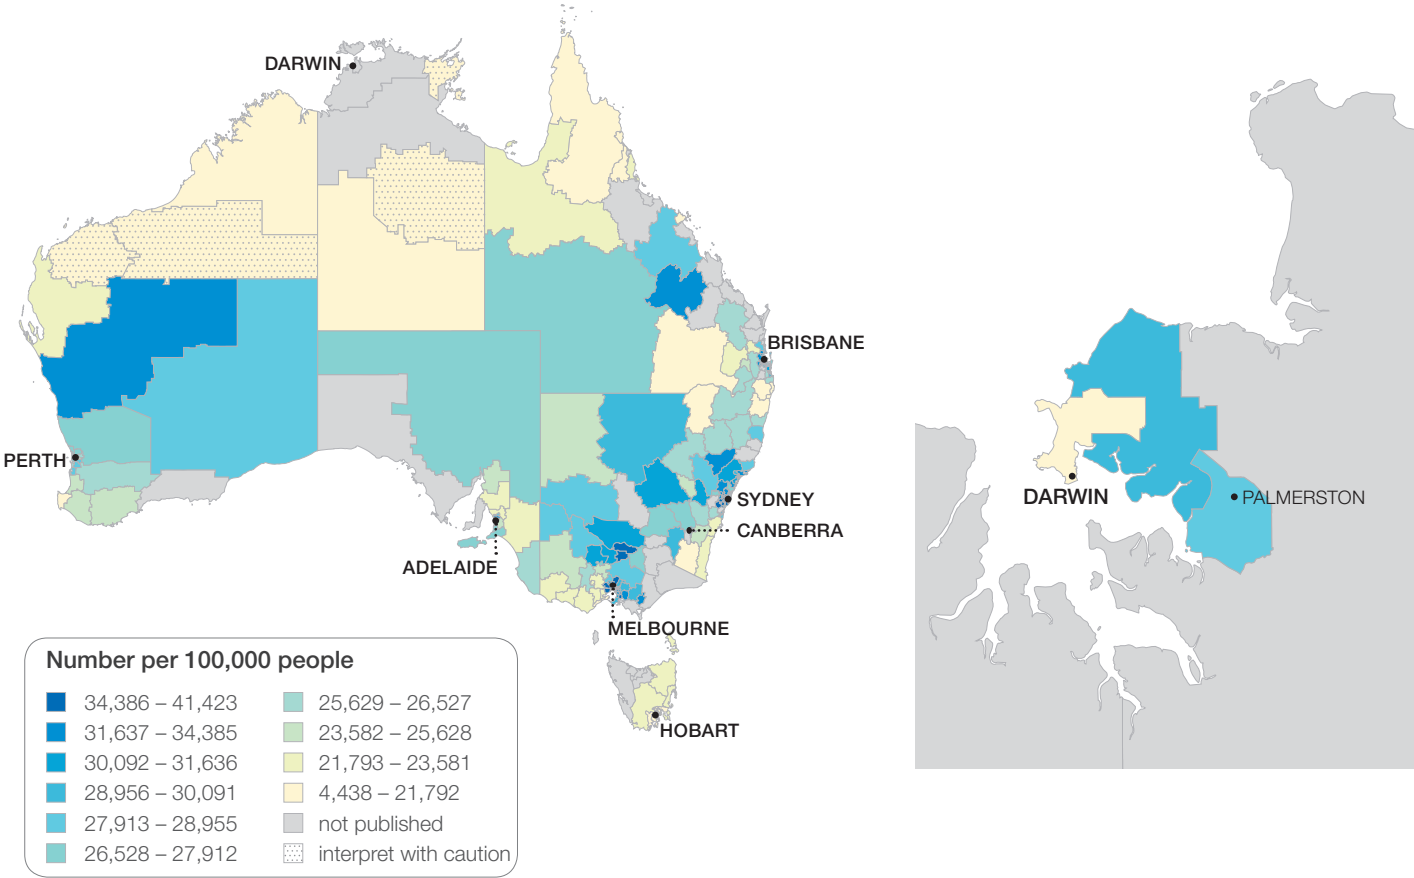 DARWIN
BRISBANE
PERTH
SYDNEY
CANBERRA
ADELAIDE
MELBOURNE
HOBART
DARWIN
PALMERSTON
Number per 100,000 people
34,386 – 41,423
31,637 – 34,385
30,092 – 31,636
28,956 – 30,091
27,913 – 28,955
26,528 – 27,912
25,629 – 26,527
23,582 – 25,628
21,793 – 23,581
4,438 – 21,792
not published
interpret with caution